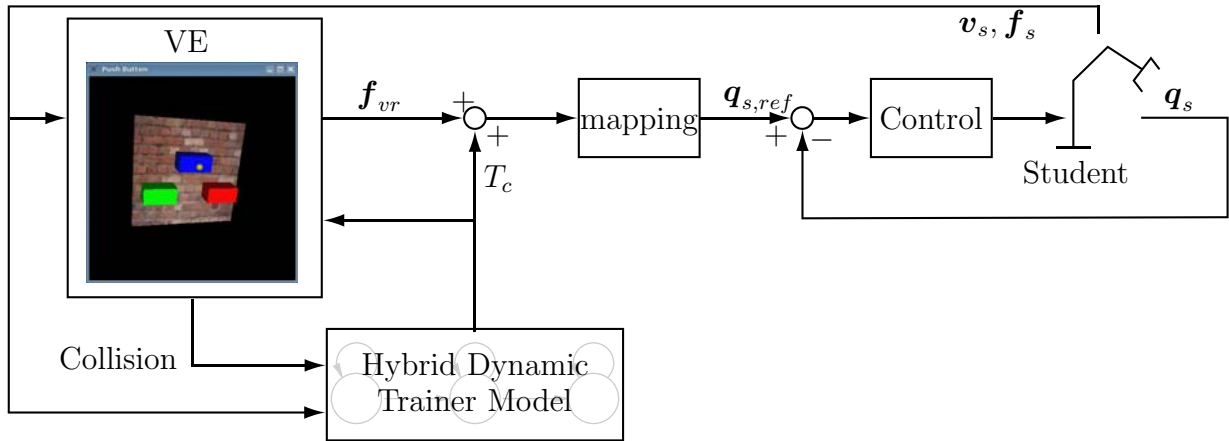 VE
Push Button
f_vr
+
+
T_c
mapping
q_s,ref
+
−
Control
v_s, f_s
q_s
Student
Collision
Hybrid Dynamic
Trainer Model